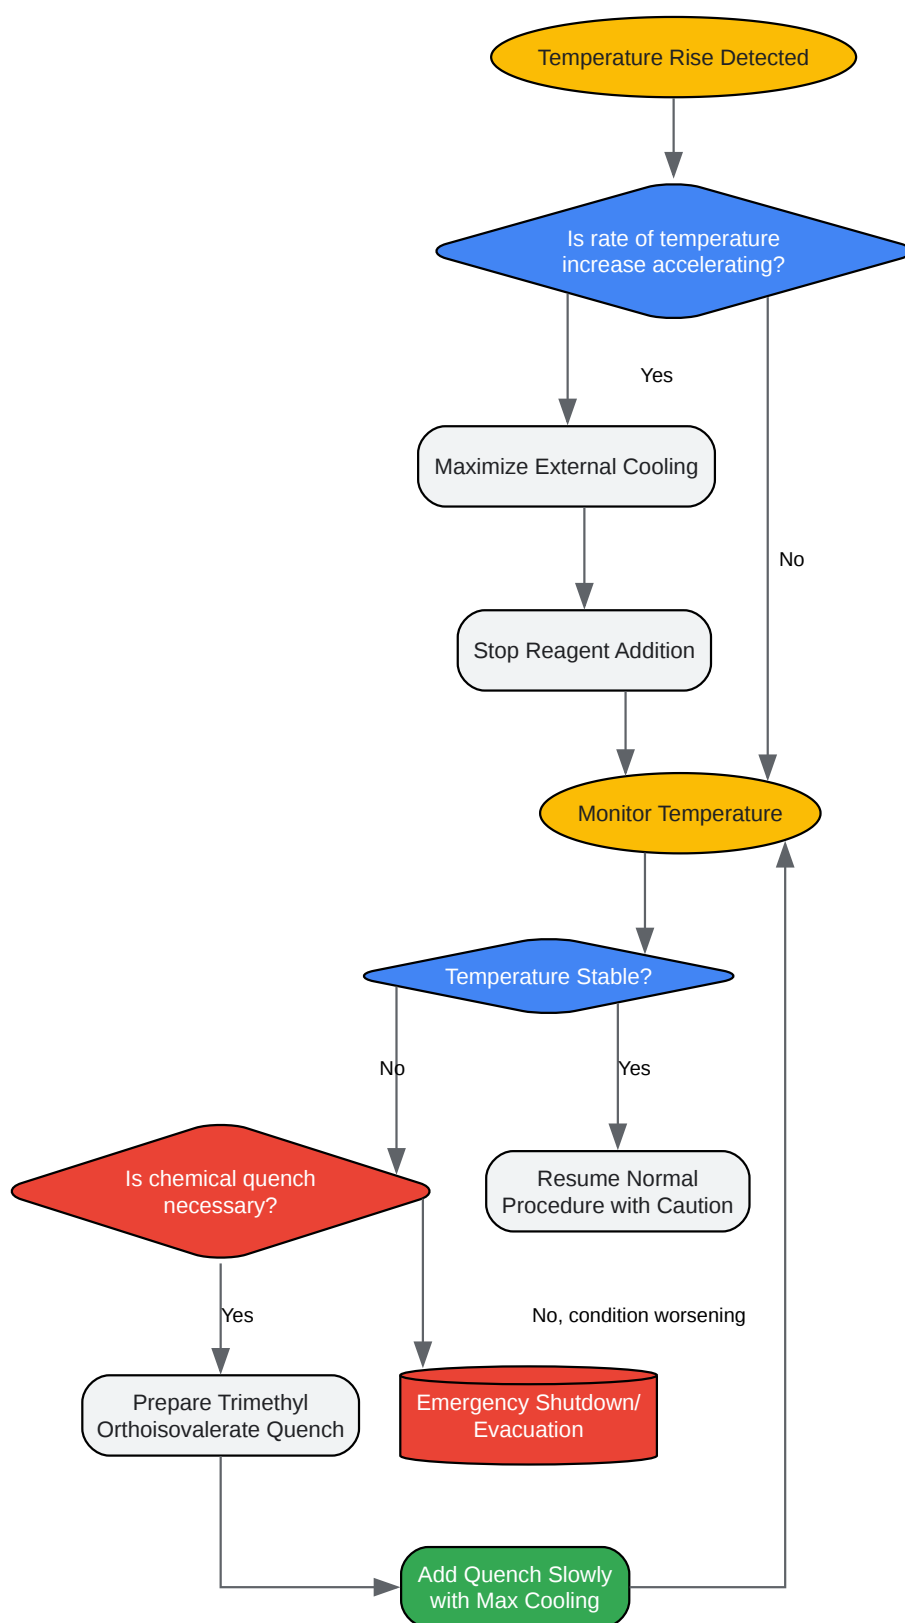 Temperature Rise Detected
Is rate of temperature
increase accelerating?
Yes
Maximize External Cooling
No
Stop Reagent Addition
Monitor Temperature
Temperature Stable?
No
Yes
Is chemical quench
necessary?
Resume Normal
Procedure with Caution
Yes
No, condition worsening
Prepare Trimethyl
Orthoisovalerate Quench
Emergency Shutdown/
Evacuation
Add Quench Slowly
with Max Cooling